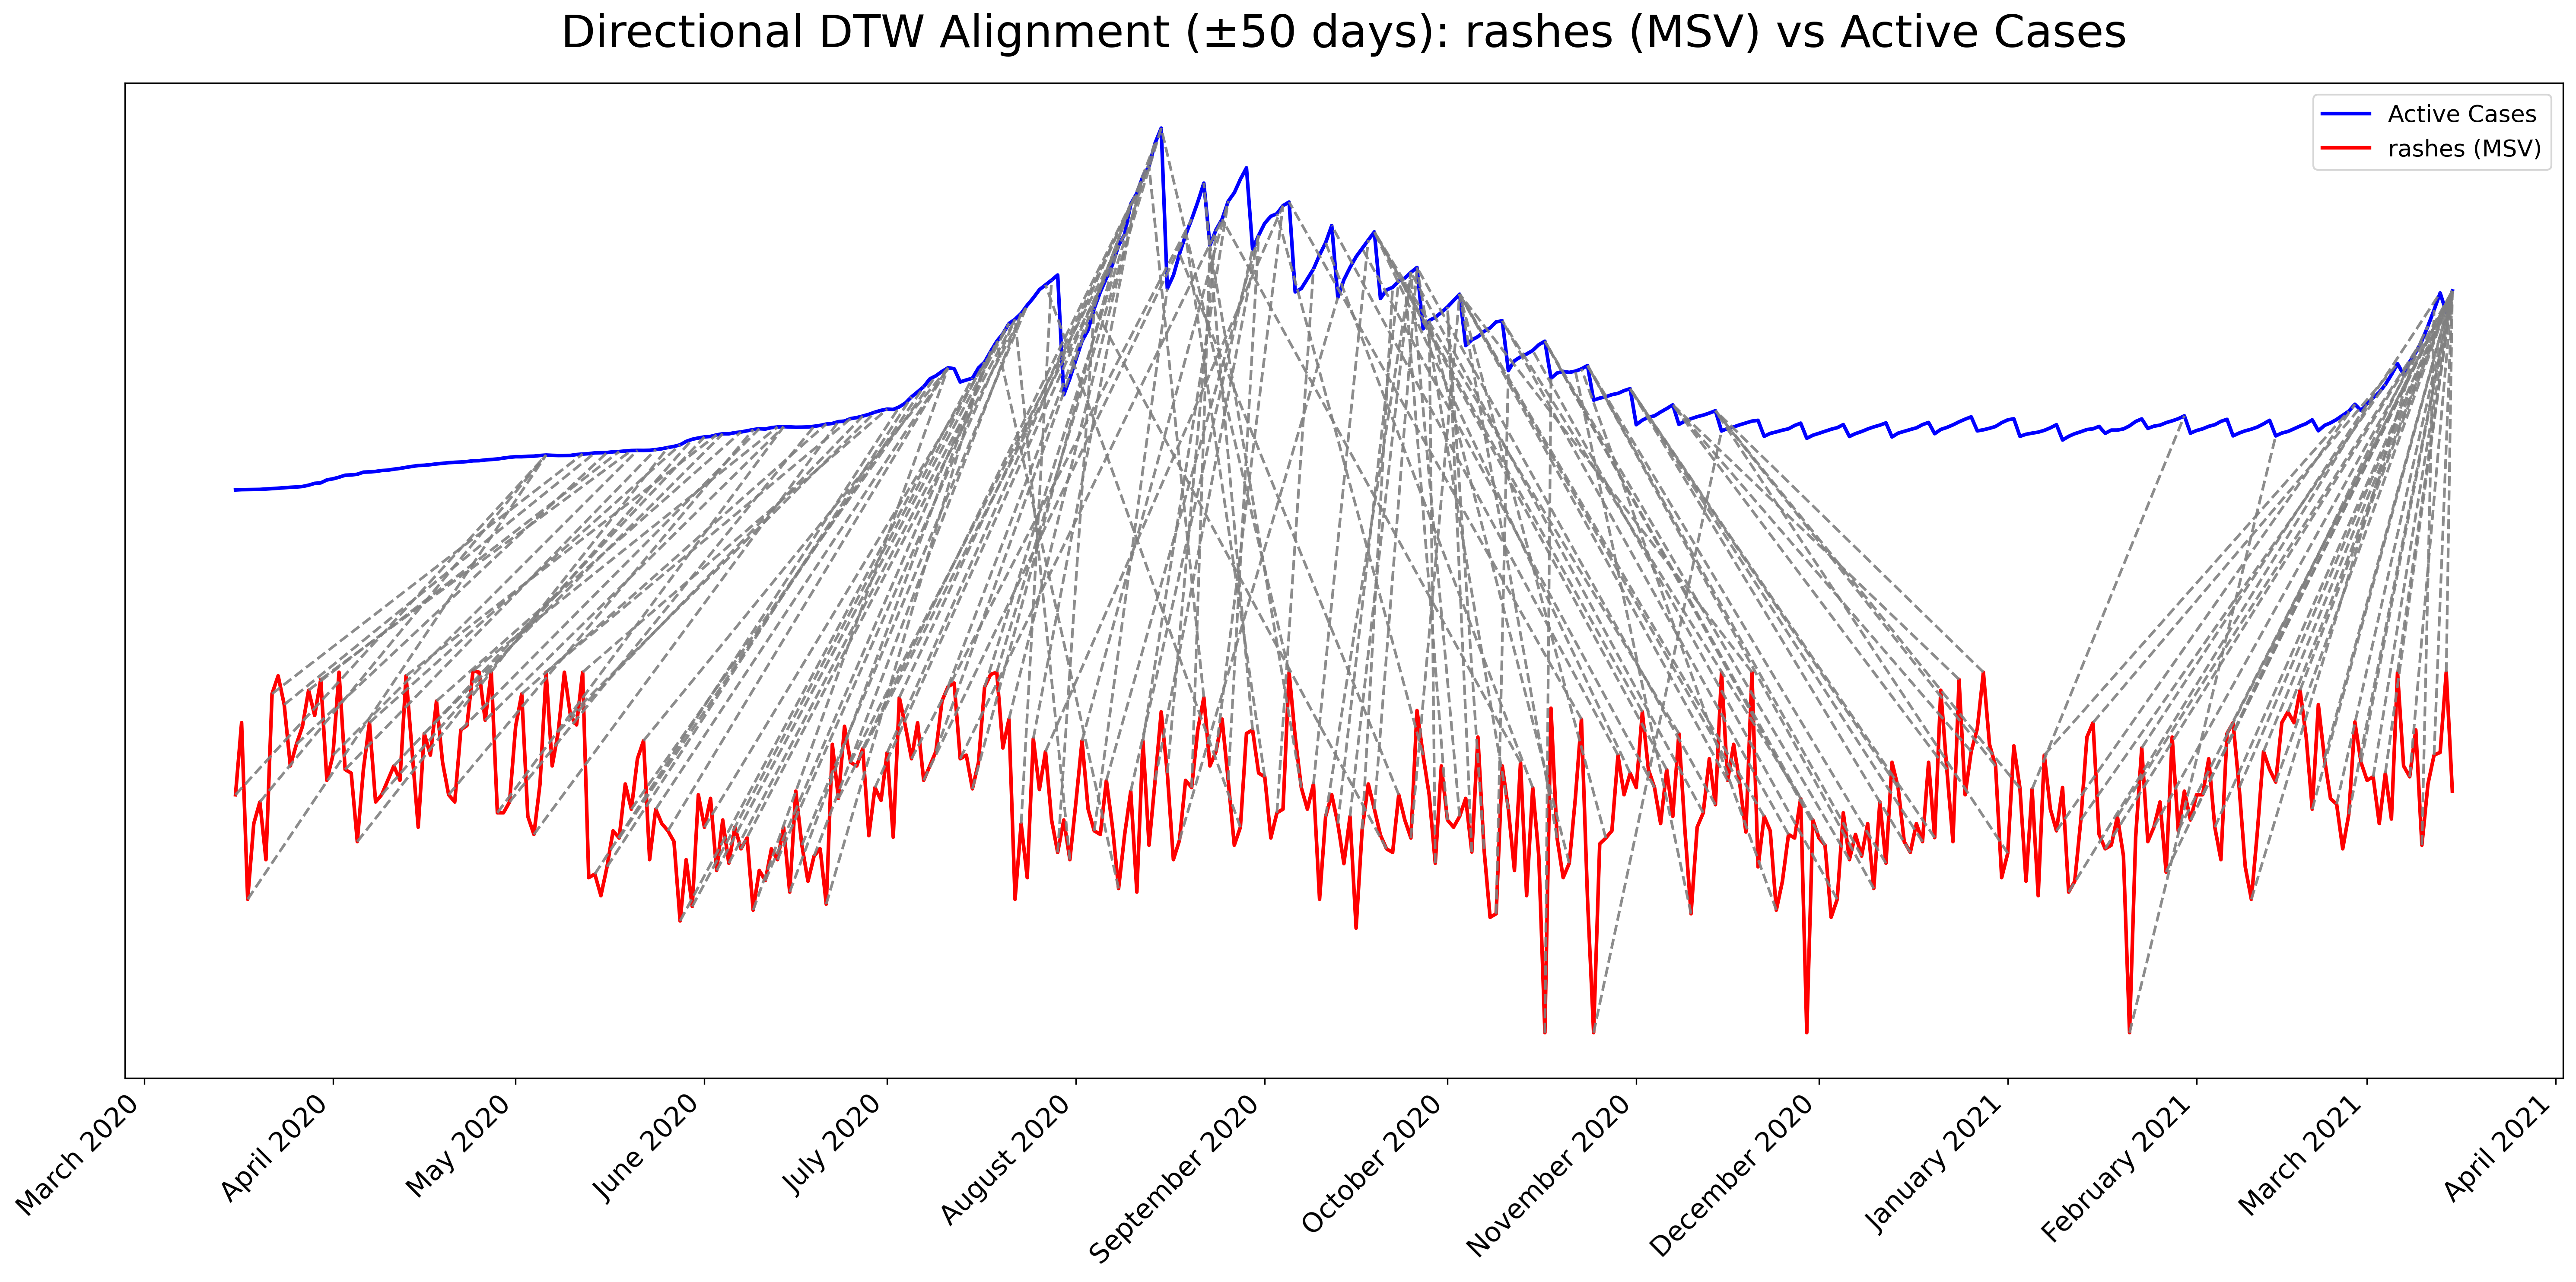 Directional DTW Alignment (±50 days): rashes (MSV) vs Active Cases
Active Cases
rashes (MSV)
March 2020
April 2020
May 2020
June 2020
July 2020
August 2020
September 2020
October 2020
November 2020
December 2020
January 2021
February 2021
March 2021
April 2021